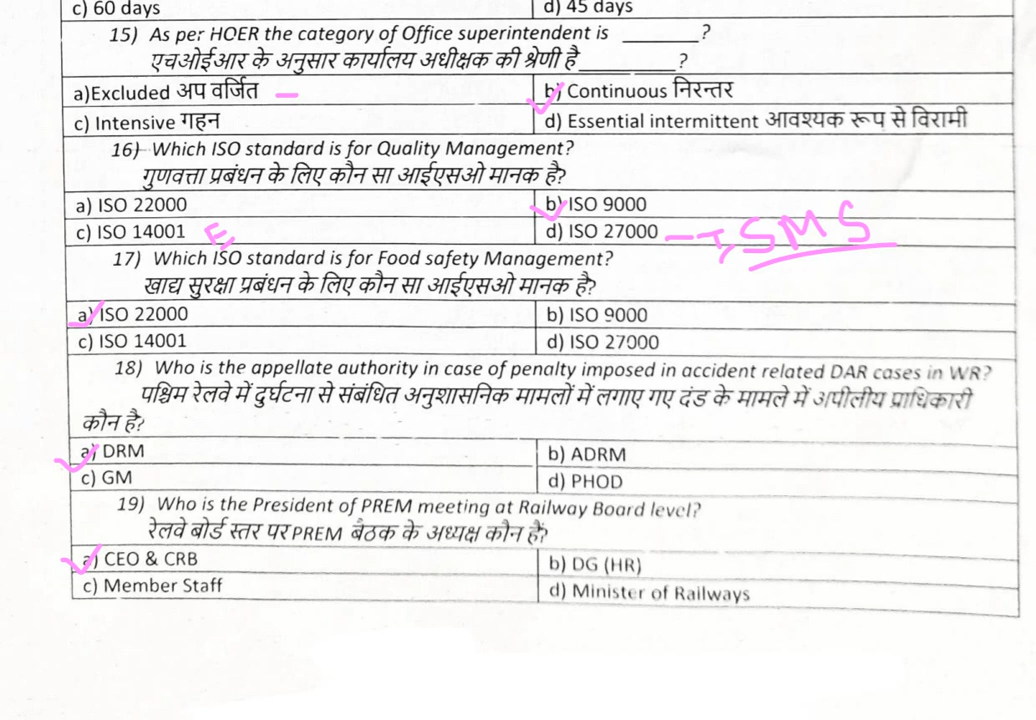 c) 60 days d) 45 days
15) As per HOER the category of Office superintendent is ________?
एचओईआर के अनुसार कार्यालय अधीक्षक की श्रेणी है__________?
a)Excluded अप वर्जित b) Continuous निरन्तर
c) Intensive गहन d) Essential intermittent आवश्यक रूप से विरामी
16) Which ISO standard is for Quality Management?
गुणवत्ता प्रबंधन के लिए कौन सा आईएसओ मानक है?
a) ISO 22000 b) ISO 9000
c) ISO 14001 E d) ISO 27000 - ISMS
17) Which ISO standard is for Food safety Management?
खाद्य सुरक्षा प्रबंधन के लिए कौन सा आईएसओ मानक है?
a) ISO 22000 b) ISO 9000
c) ISO 14001 d) ISO 27000
18) Who is the appellate authority in case of penalty imposed in accident related DAR cases in WR?
पश्चिम रेलवे में दुर्घटना से संबंधित अनुशासनिक मामलों में लगाए गए दंड के मामले में अपीलीय प्राधिकारी
कौन है?
a) DRM b) ADRM
c) GM d) PHOD
19) Who is the President of PREM meeting at Railway Board level?
रेलवे बोर्ड स्तर पर PREM बैठक के अध्यक्ष कौन हैं?
a) CEO & CRB b) DG (HR)
c) Member Staff d) Minister of Railways